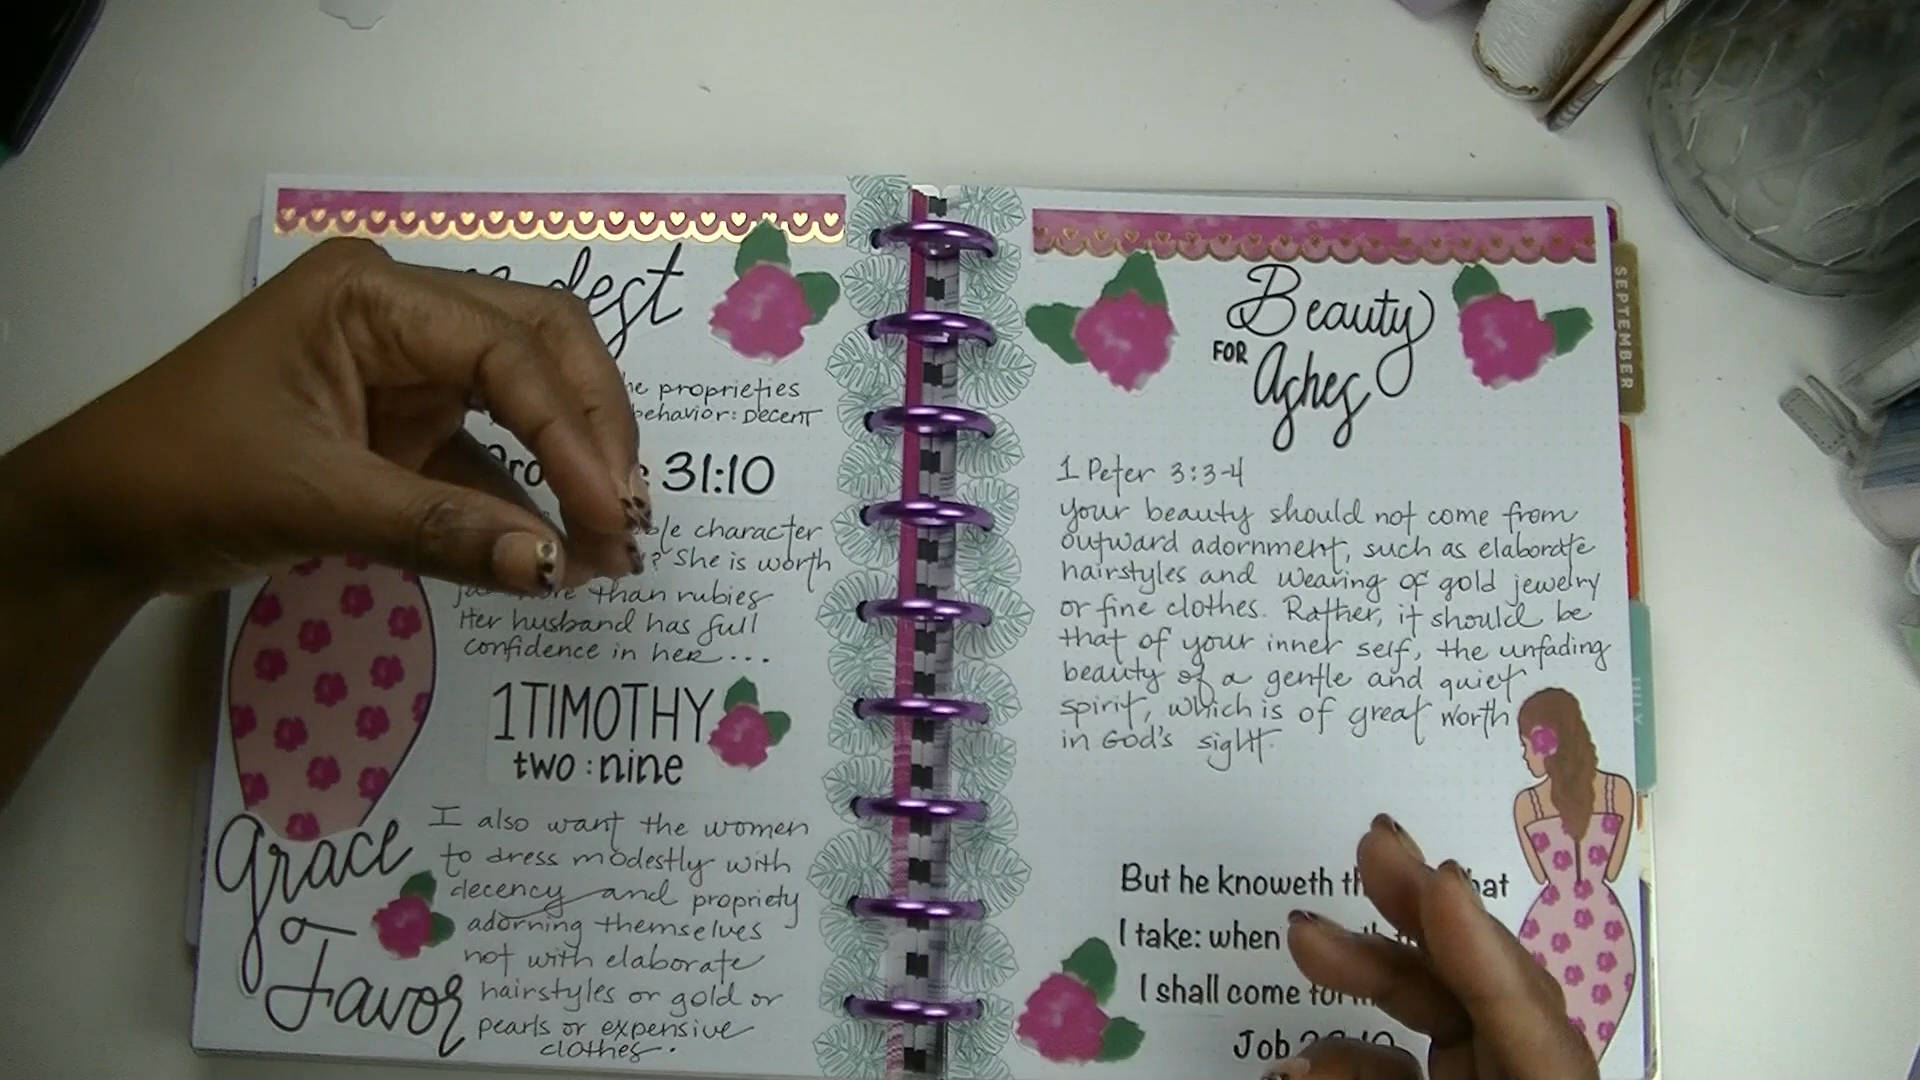 he proprieties
behavior: Decent
31:10
ble character
? She is worth
than rubies
Her husband has full
confidence in her...
1TIMOTHY
two:nine
I also want the women
to dress modestly with
decency and propriety
adorning themselves
not with elaborate
hairstyles or gold or
pearls or expensive
clothes.
Grace
Favor
Beauty
FOR
Ashes
1 Peter 3:3-4
your beauty should not come from
outward adornment, such as elaborate
hairstyles and wearing of gold jewelry
or fine clothes. Rather, it should be
that of your inner self, the unfading
beauty of a gentle and quiet
spirit, which is of great worth
in God's sight.
But he knoweth
I take: when
I shall come
Job
SEPTEMBER
JULY